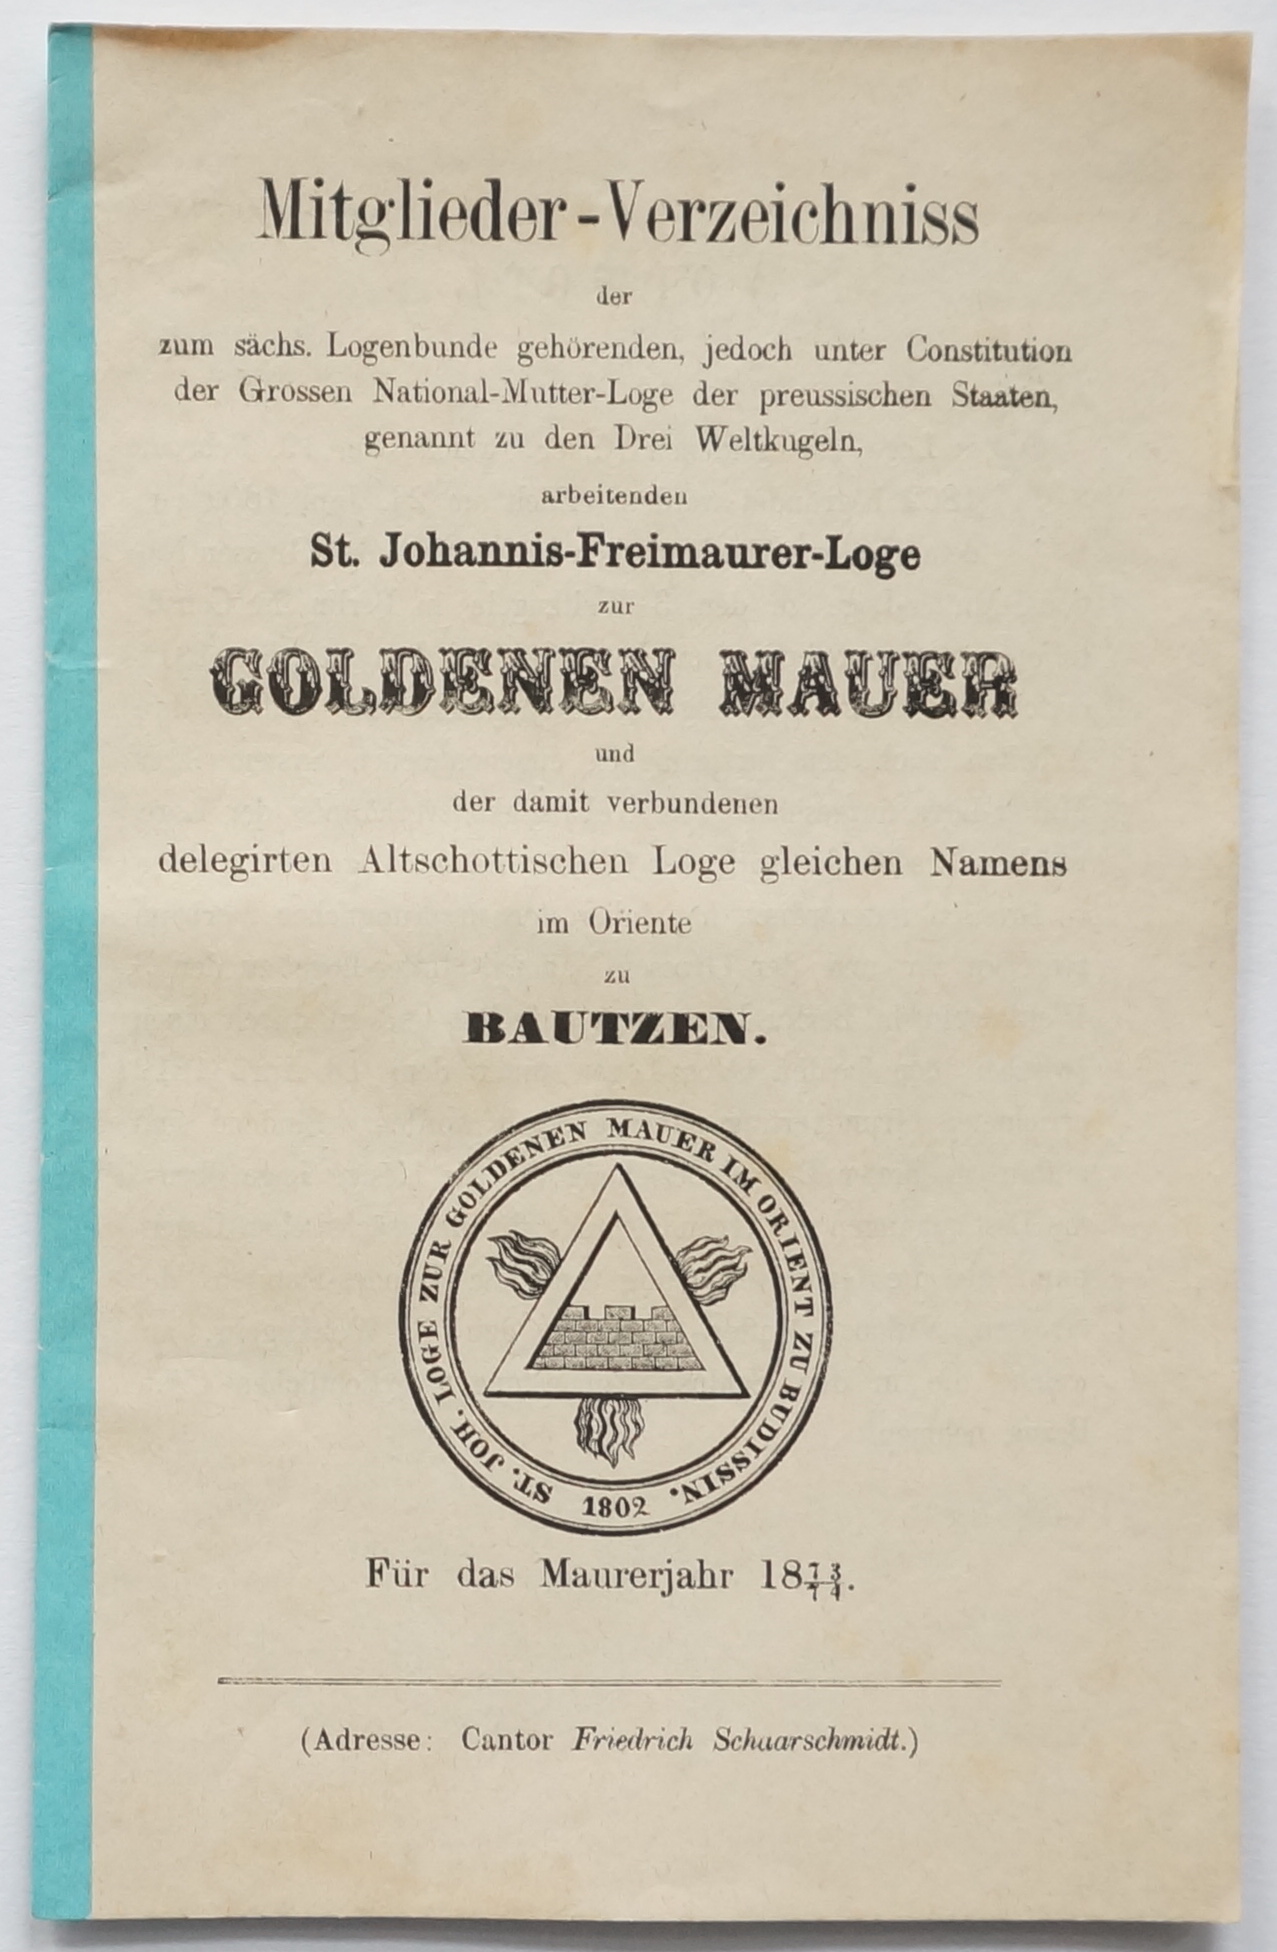 Mitglieder-Verzeichniss
der
zum sächs. Logenbunde gehörenden, jedoch unter Constitution
der Grossen National-Mutter-Loge der preussischen Staaten,
genannt zu den Drei Weltkugeln,
arbeitenden
St. Johannis-Freimaurer-Loge
zur
GOLDENEN MAUER
und
der damit verbundenen
delegirten Altschottischen Loge gleichen Namens
im Oriente
zu
BAUTZEN.
ST. JOH. LOGE ZUR GOLDENEN MAUER IM ORIENT ZU BUDISSIN.
1802
Für das Maurerjahr 18 73/74.
(Adresse: Cantor Friedrich Schaarschmidt.)